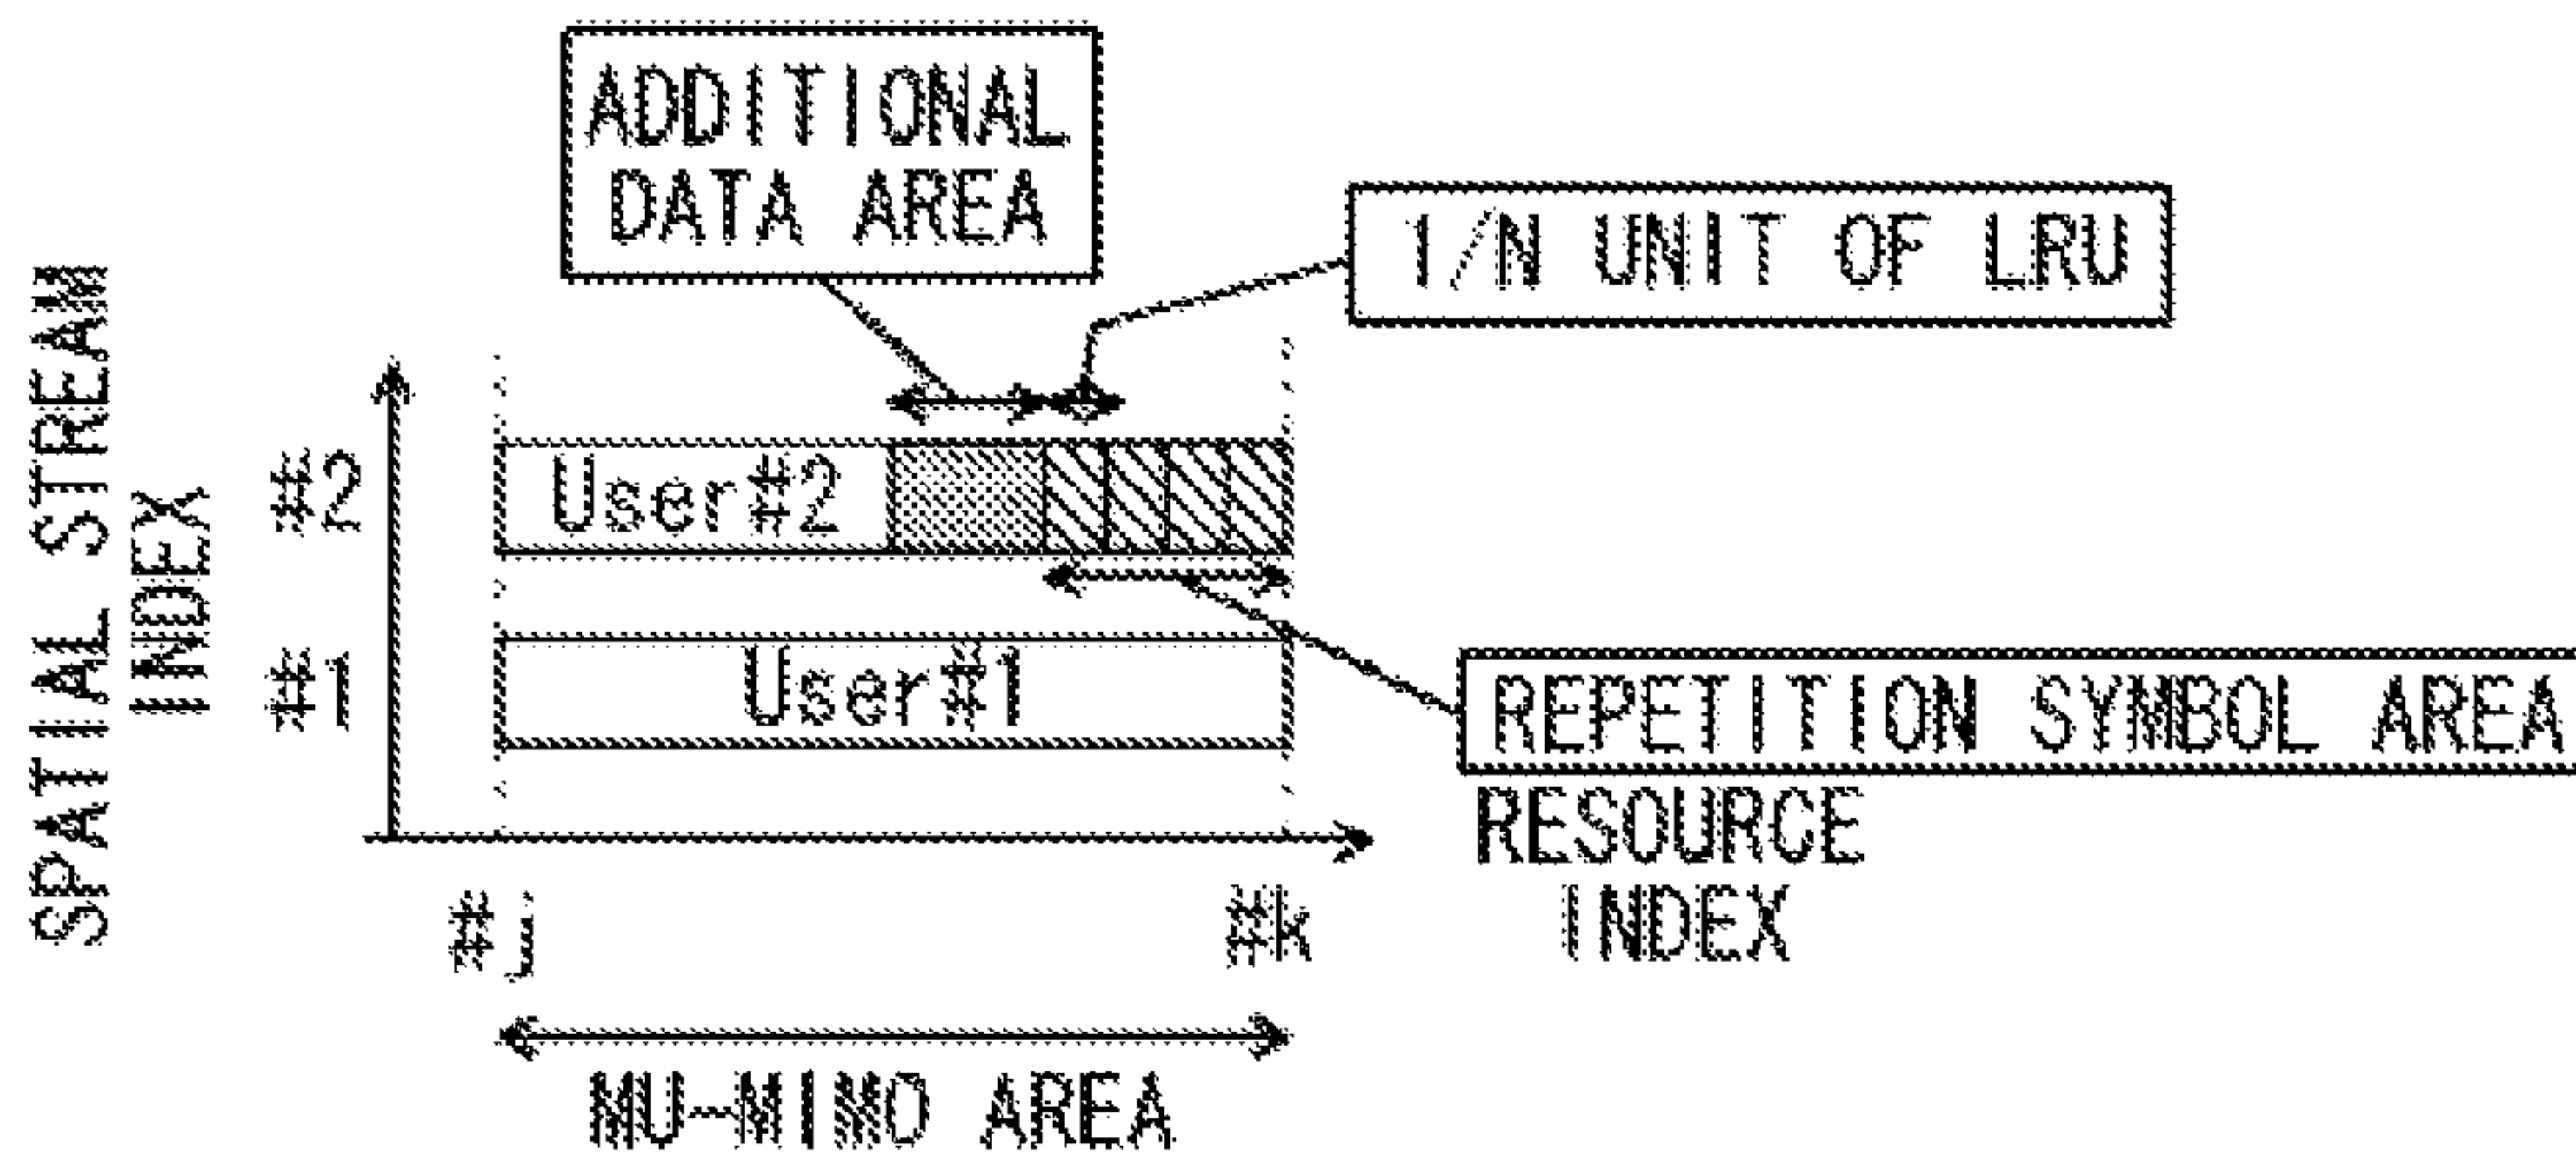 ADDITIONAL
DATA AREA
1/N UNIT OF LRU
SPATIAL STREAM
INDEX
#2
User#2
#1
User#1
REPETITION SYMBOL AREA
RESOURCE
INDEX
#j
#k
MU-MIMO AREA